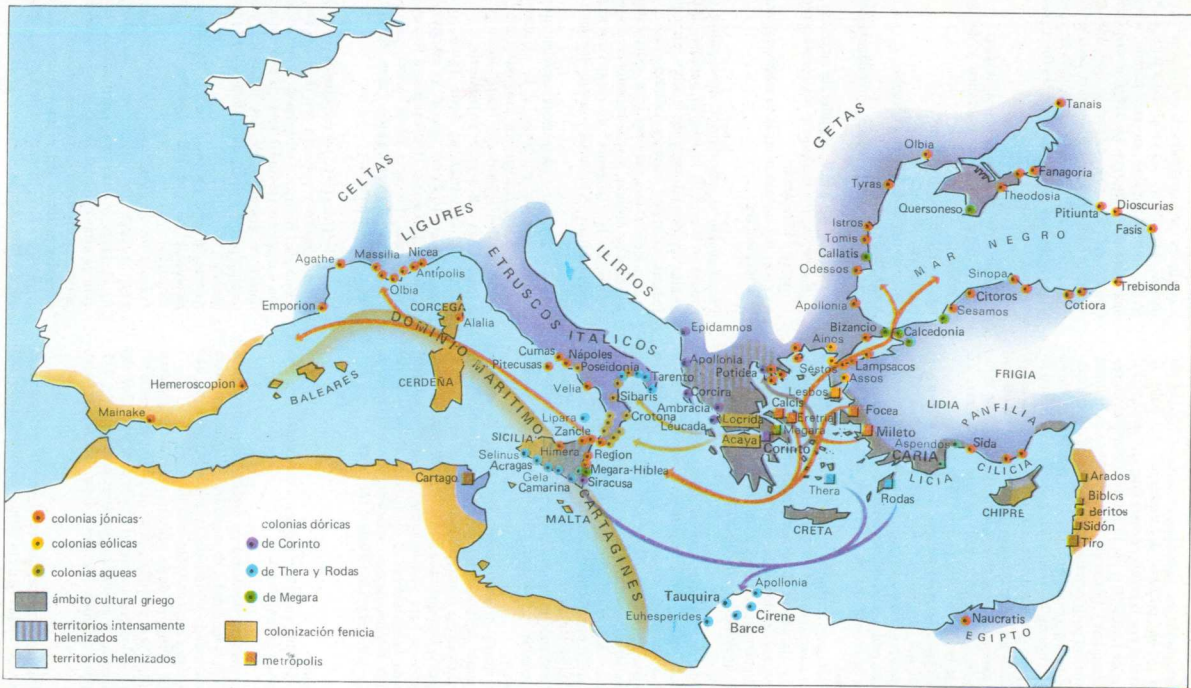 Tanais
GETAS
Olbia
Fanagoria
Tyras
Theodosia
Dioscurias
Pitiunta
Quersoneso
Fasis
CELTAS
Istros
MAR NEGRO
LIGURES
Tomis
Callatis
Agathe
Massilia
Nicea
ETRUSCOS
ILIRIOS
Odessos
Antípolis
Sinopa
Trebisonda
Olbia
Citoros
Cotiora
Emporion
CORCEGA
Apollonia
Sesamos
DOMINIO MARITIMO
Alalia
ITALICOS
Epidamnos
Bizancio
Calcedonia
Cumas
Nápoles
Ainos
Pitecusas
Poseidonia
Apollonia
Potidea
Sestos
Lampsacos
Hemeroscopion
BALEARES
CERDEÑA
Tarento
Assos
FRIGIA
Velia
Corcira
Lesbos
Sibaris
Calcis
LIDIA
Mainake
Ambracia
Eretria
Focea
PANFILIA
Lipara
Crotona
Leucada
Locrida
Megara
Zancle
Acaya
Mileto
SICILIA
Himera
Corinto
Aspendos
Sida
Selinus
Region
CARIA
CILICIA
Acragas
Megara-Hiblea
LICIA
Cartago
Gela
Siracusa
Thera
Rodas
Arados
Camarina
CHIPRE
Biblos
MALTA
CARTAGINES
CRETA
Beritos
Sidón
Tiro
Apollonia
Tauquira
Euhesperides
Cirene
Barce
Naucratis
EGIPTO
colonias jónicas
colonias eólicas
colonias aqueas
ámbito cultural griego
territorios intensamente
helenizados
territorios helenizados
colonias dóricas
de Corinto
de Thera y Rodas
de Megara
colonización fenicia
metrópolis